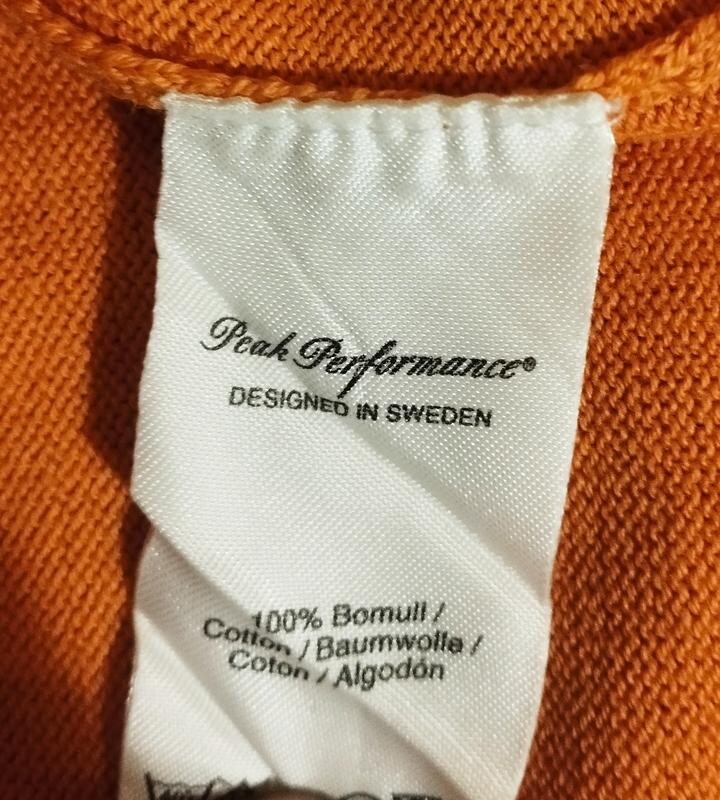 Peak Performance®
DESIGNED IN SWEDEN
100% Bomull /
Cotton / Baumwolle /
Coton / Algodón